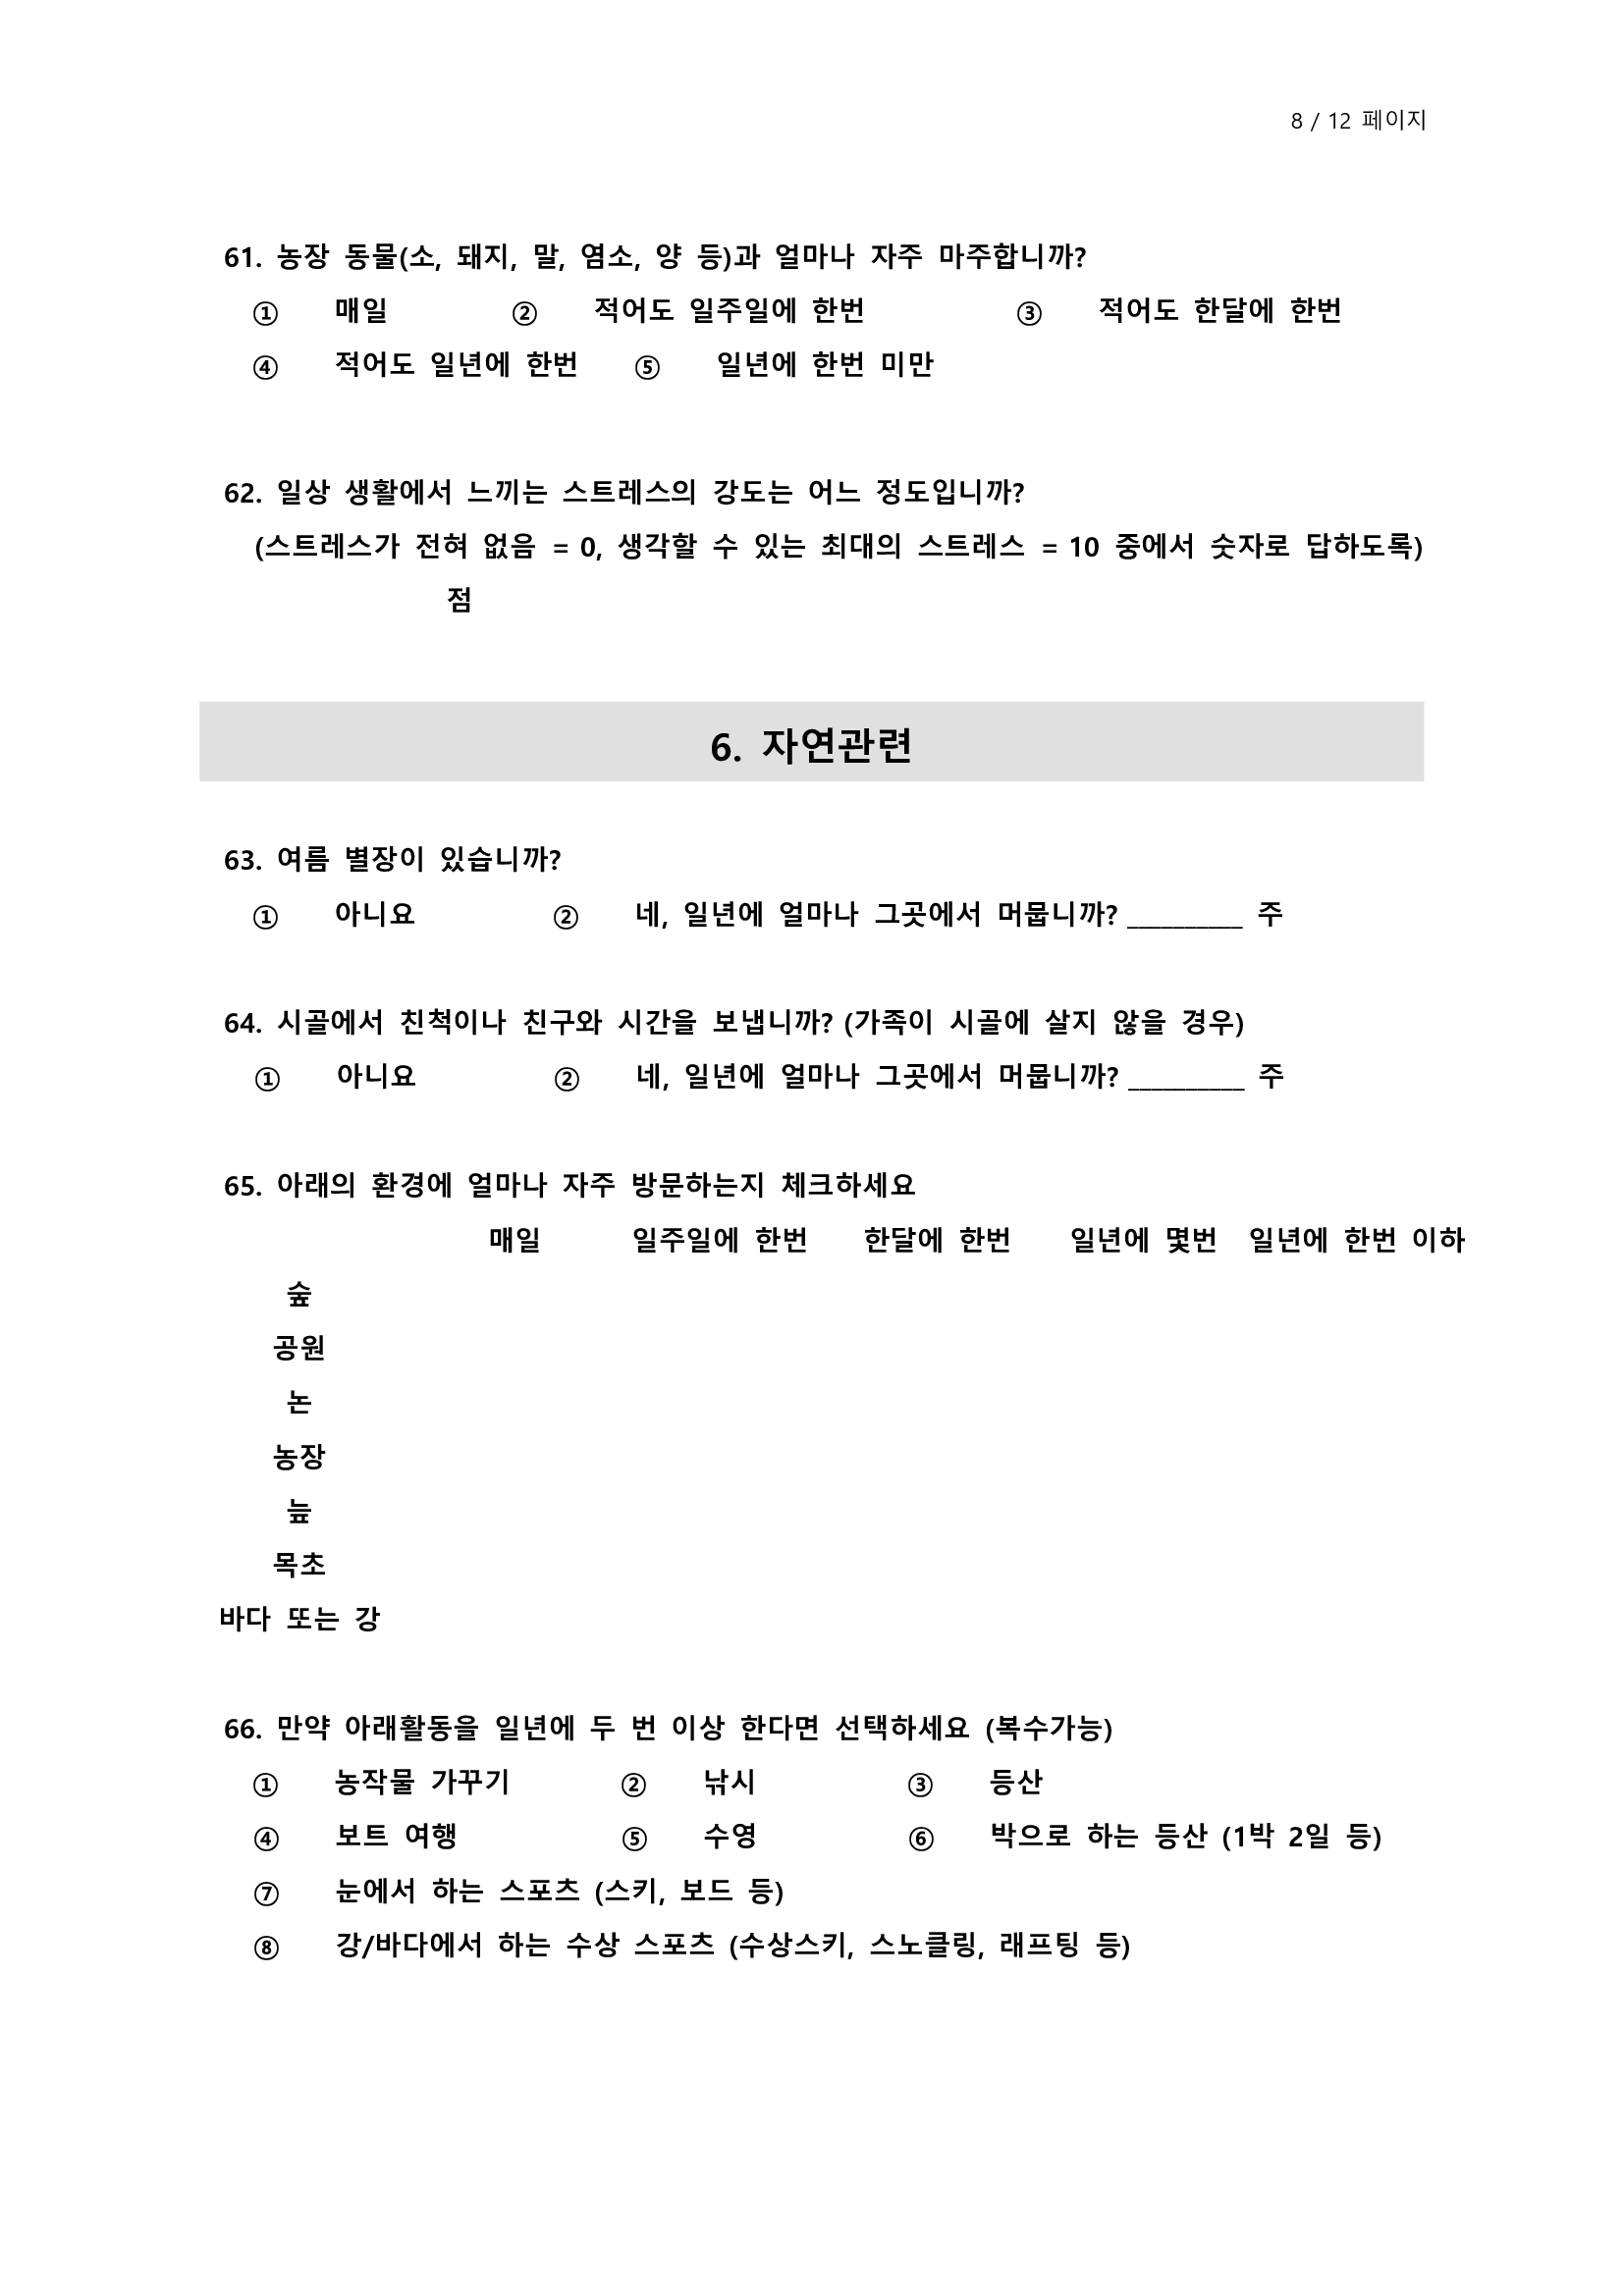 8 / 12 페이지
61. 농장 동물(소, 돼지, 말, 염소, 양 등)과 얼마나 자주 마주합니까?
① 매일 ② 적어도 일주일에 한번 ③ 적어도 한달에 한번
④ 적어도 일년에 한번 ⑤ 일년에 한번 미만
62. 일상 생활에서 느끼는 스트레스의 강도는 어느 정도입니까?
(스트레스가 전혀 없음 = 0, 생각할 수 있는 최대의 스트레스 = 10 중에서 숫자로 답하도록)
점
6. 자연관련
63. 여름 별장이 있습니까?
① 아니요 ② 네, 일년에 얼마나 그곳에서 머뭅니까? _________ 주
64. 시골에서 친척이나 친구와 시간을 보냅니까? (가족이 시골에 살지 않을 경우)
① 아니요 ② 네, 일년에 얼마나 그곳에서 머뭅니까? _________ 주
65. 아래의 환경에 얼마나 자주 방문하는지 체크하세요
매일 일주일에 한번 한달에 한번 일년에 몇번 일년에 한번 이하
숲
공원
논
농장
늪
목초
바다 또는 강
66. 만약 아래활동을 일년에 두 번 이상 한다면 선택하세요 (복수가능)
① 농작물 가꾸기 ② 낚시 ③ 등산
④ 보트 여행 ⑤ 수영 ⑥ 박으로 하는 등산 (1박 2일 등)
⑦ 눈에서 하는 스포츠 (스키, 보드 등)
⑧ 강/바다에서 하는 수상 스포츠 (수상스키, 스노클링, 래프팅 등)